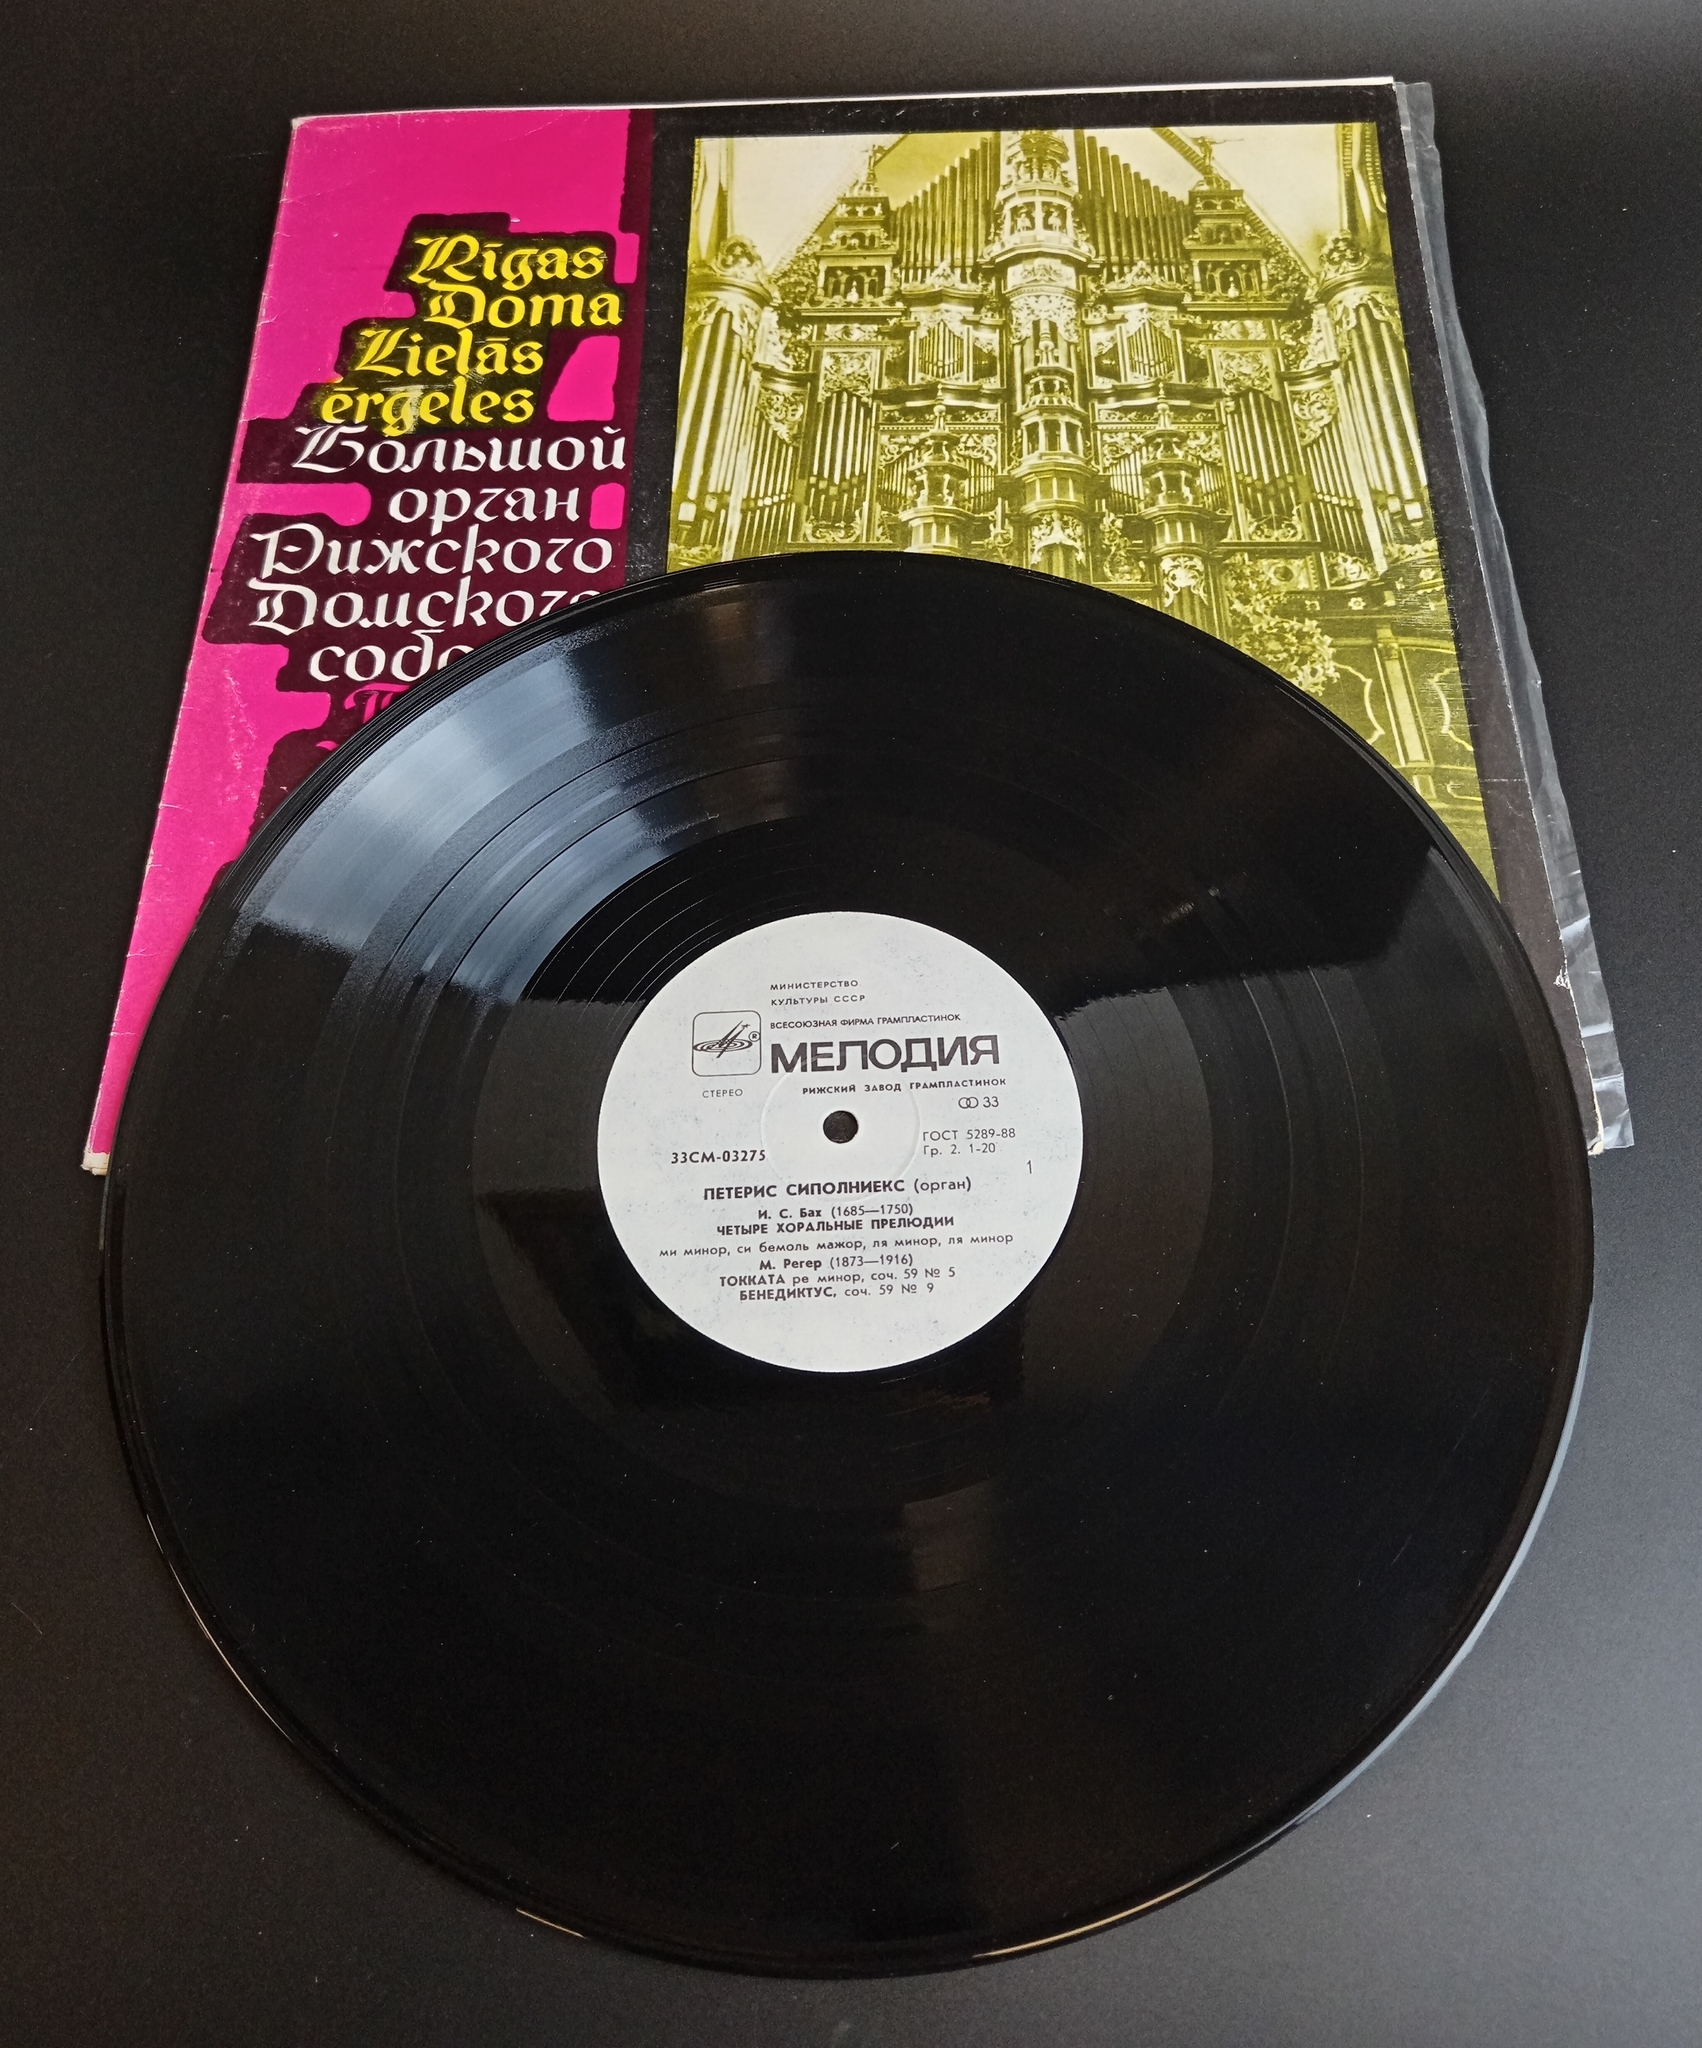 Rīgas
Doma
Lielās
ērģeles
Большой
орган
Рижского
Домского
МИНИСТЕРСТВО
КУЛЬТУРЫ СССР
ВСЕСОЮЗНАЯ ФИРМА ГРАМПЛАСТИНОК
МЕЛОДИЯ
РИЖСКИЙ ЗАВОД ГРАМПЛАСТИНОК
СТЕРЕО
33
ГОСТ 5289-88
Гр. 2. 1-20
33СМ-03275
1
ПЕТЕРИС СИПОЛНИЕКС (орган)
И. С. Бах (1685—1750)
ЧЕТЫРЕ ХОРАЛЬНЫЕ ПРЕЛЮДИИ
ми минор, си бемоль мажор, ля минор, ля минор
М. Регер (1873—1916)
ТОККАТА ре минор, соч. 59 № 5
БЕНЕДИКТУС, соч. 59 № 9